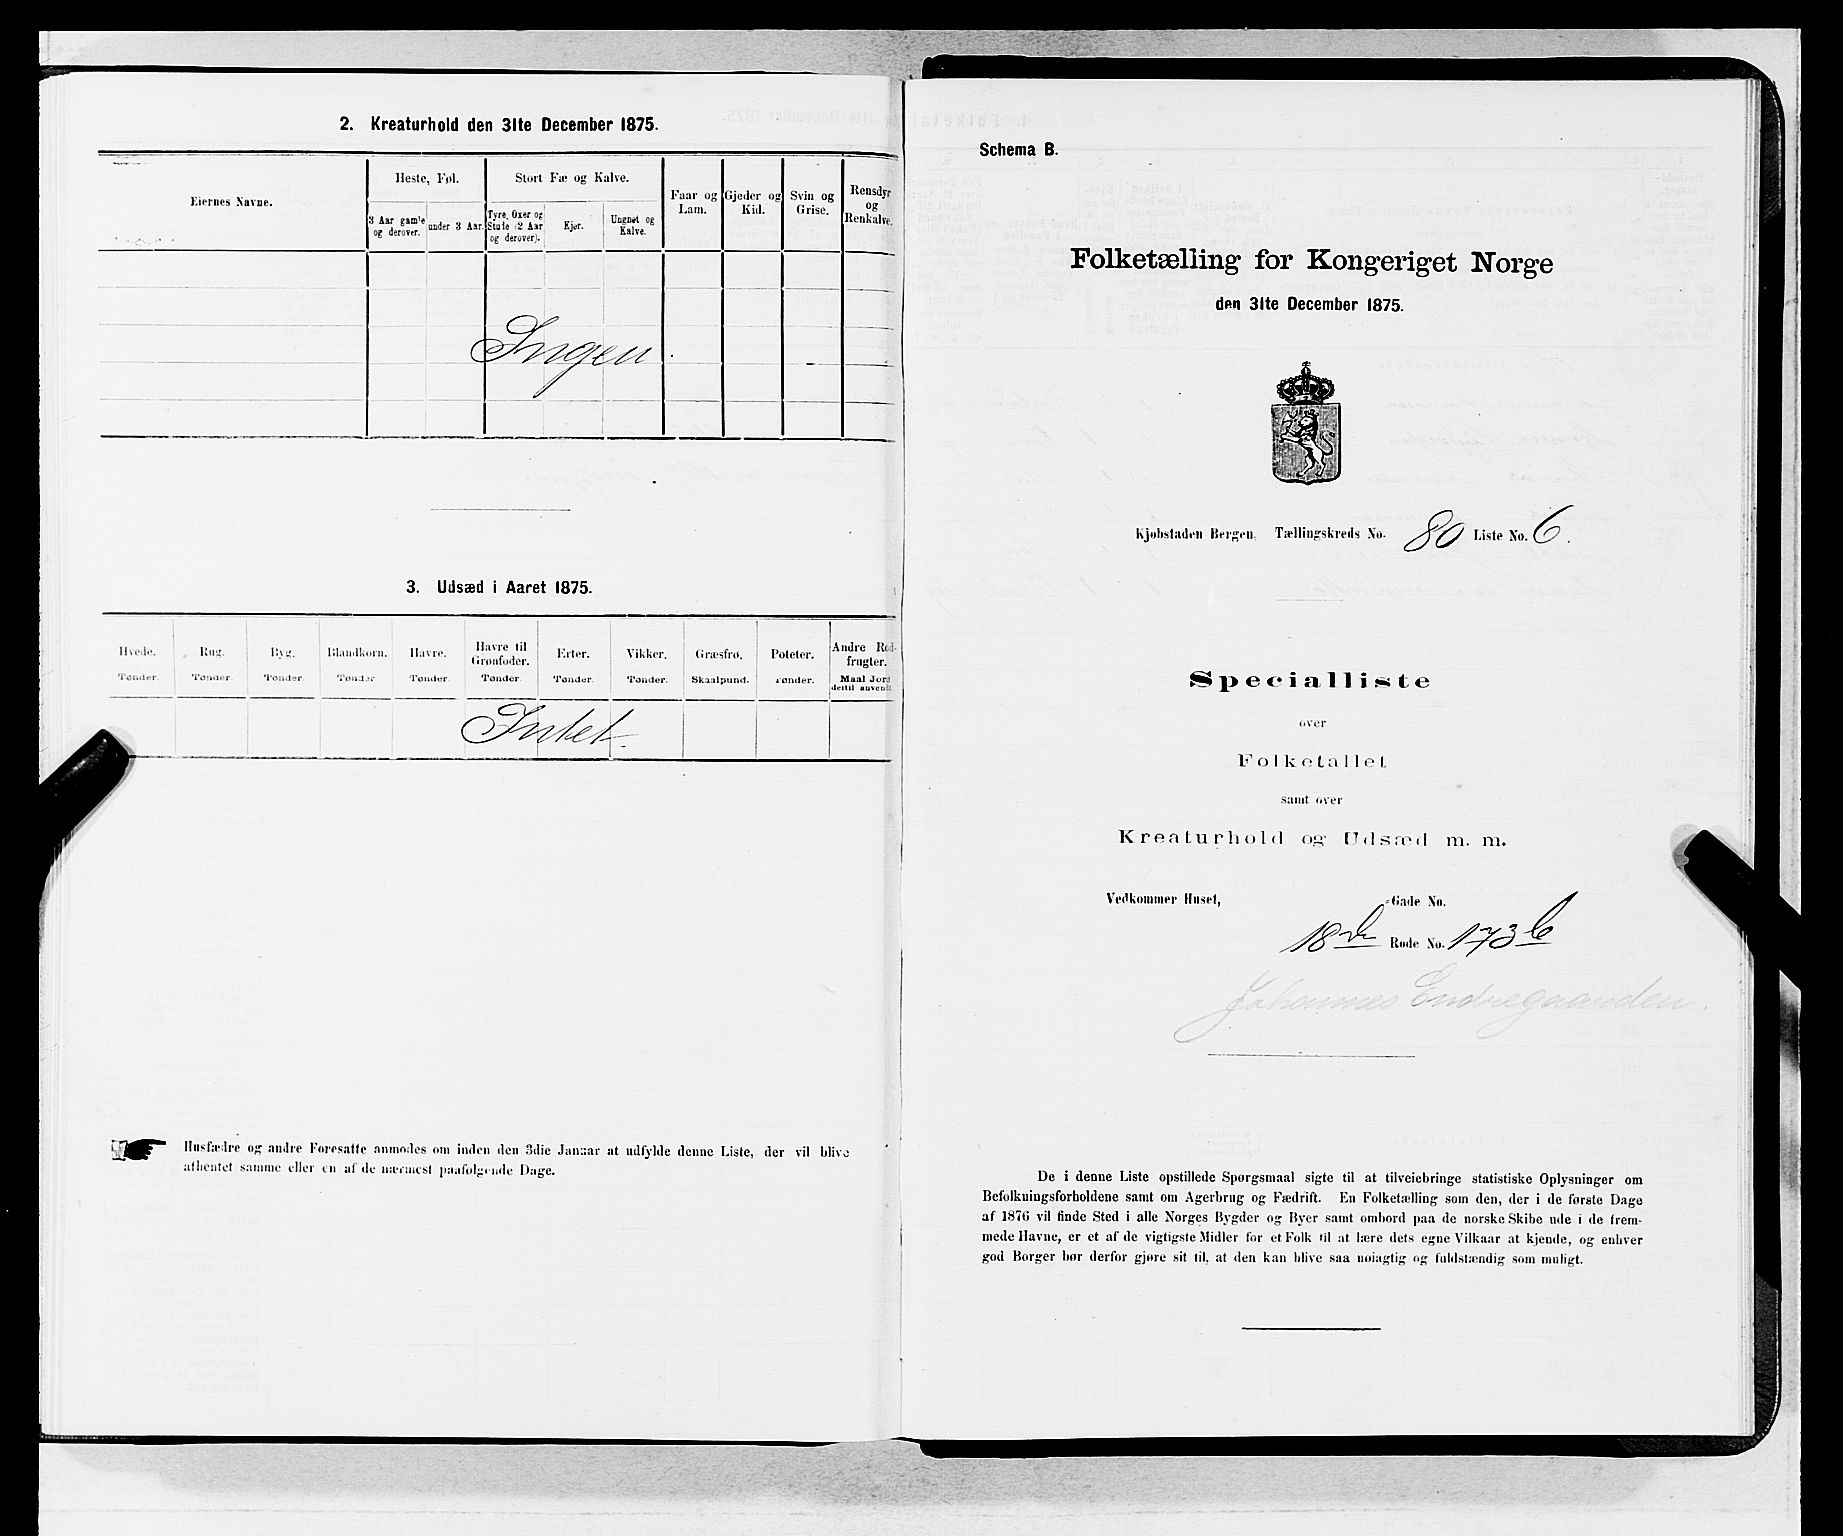 2. Kreaturhold den 31te December 1875.
Eiernes Navne.
Heste, Føl.
Stort Fæ og Kalve.
Faar og Lam.
Gjeder og Kid.
Svin og Grise.
Rensdyr og Renkalve.
3 Aar gamle og derover.
under 3 Aar.
Tyre, Oxer og Stute (2 Aar og derover).
Kjør.
Ungnøt og Kalve.
Ingen
3. Udsæd i Aaret 1875.
Hvede. Rug. Byg. Blandkorn. Havre. Havre til Grønfoder. Erter. Vikker. Græsfrø. Poteter. Andre Rodfrugter.
Tønder. Tønder. Tønder. Tønder Tønder. Tønder. Tønder. Tønder. Skaalpund. Tønder. Maal Jord dertil anvendt
Intet.
Husfædre og andre Foresatte anmodes om inden den 3die Januar at udfylde denne Liste, der vil blive
afhentet samme eller en af de nærmest paafølgende Dage.
Schema B.
Folketælling for Kongeriget Norge
den 31te December 1875.
Kjøbstaden Bergen, Tællingskreds No. 80 Liste No. 6.
Specialliste
over
Folketallet
samt over
Kreaturhold og Udsæd m. m.
Vedkommer Huset, -Gade No.
18de Rode No. 173b
Johannes Endregaarden.
De i denne Liste opstillede Spørgsmaal sigte til at tilveiebringe statistiske Oplysninger om
Befolkningsforholdene samt om Agerbrug og Fædrift. En Folketælling som den, der i de første Dage
af 1876 vil finde Sted i alle Norges Bygder og Byer samt ombord paa de norske Skibe ude i de frem-
mede Havne, er et af de vigtigste Midler for et Folk til at lære dets egne Vilkaar at kjende, og enhver
god Borger bør derfor gjøre sit til, at den kan blive saa nøiagtig og fuldstændig som muligt.